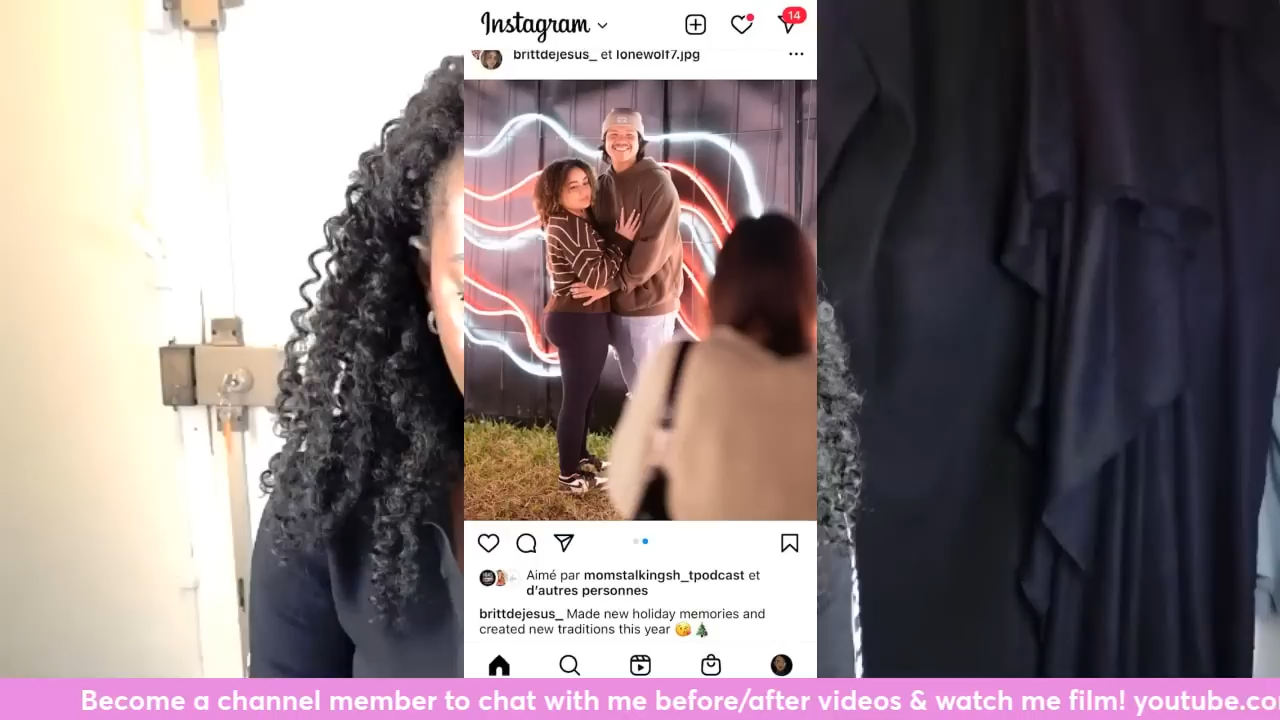 Instagram
14
brittdejesus_ et lonewolf7.jpg
Aimé par momstalkingsh_tpodcast et
d'autres personnes
brittdejesus_ Made new holiday memories and
created new traditions this year 😘🎄
Become a channel member to chat with me before/after videos & watch me film! youtube.co